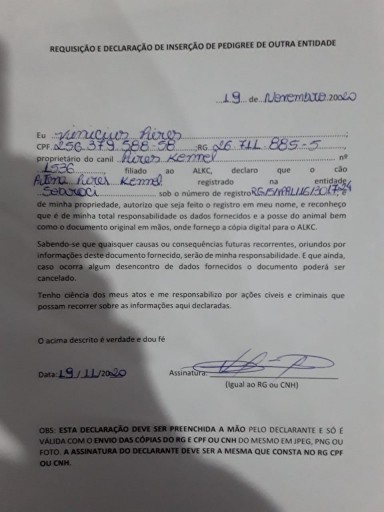 REQUISIÇÃO E DECLARAÇÃO DE INSERÇÃO DE PEDIGREE DE OUTRA ENTIDADE
19 de Novembro 20020
Eu Vinicius Aires
CPF. 256.379.588-58 ;RG. 26.711.885-5,
proprietário do canil Aires Kennel nº
1536 filiado ao ALKC, declaro que o cão
Aires Kennel registrado na entidade
Sobraci sob o número de registro
de minha propriedade, autorizo que seja feito o registro em meu nome, e reconheço
que é de minha total responsabilidade os dados fornecidos e a posse do animal bem
como o documento original em mãos, onde forneço a cópia digital para o ALKC.
Sabendo-se que quaisquer causas ou consequências futuras recorrentes, oriundos por
informações deste documento fornecido, serão de minha responsabilidade. E que ainda,
caso ocorra algum desencontro de dados fornecidos o documento poderá ser
cancelado.
Tenho ciência dos meus atos e me responsabilizo por ações cíveis e criminais que
possam recorrer sobre as informações aqui declaradas.
O acima descrito é verdade e dou fé
Data: 19/11/2020 Assinatura:
(Igual ao RG ou CNH)
OBS: ESTA DECLARAÇÃO DEVE SER PREENCHIDA A MÃO PELO DECLARANTE E SÓ É
VÁLIDA COM O ENVIO DAS CÓPIAS DO RG E CPF OU CNH DO MESMO EM JPEG, PNG OU
FOTO. A ASSINATURA DO DECLARANTE DEVE SER A MESMA QUE CONSTA NO RG CPF
OU CNH.